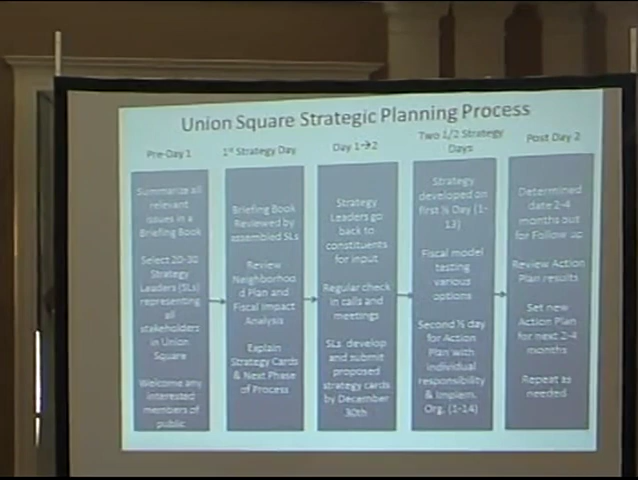 Union Square Strategic Planning Process
Pre-Day 1
Summarize all
relevant
issues in a
Briefing Book
Select 20-30
Strategy
Leaders (SLs)
representing
all
stakeholders
in Union
Square
Welcome any
interested
members of
public
1st Strategy Day
Briefing Book
Reviewed by
assembled SLs
Review
Neighborhoo
d Plan and
Fiscal Impact
Analysis
Explain
Strategy Cards
& Next Phase
of Process
Day 1→2
Strategy
Leaders go
back to
constituents
for input
Regular check
in calls and
meetings
SLs develop
and submit
proposed
strategy cards
by December
30th
Two 1/2 Strategy
Days
Strategy
developed on
first ½ Day (1-
13)
Fiscal model
testing
various
options
Second ½ day
for Action
Plan with
individual
responsibility
& Implem.
Org. (1-14)
Post Day 2
Determined
date 2-4
months out
for Follow up
Review Action
Plan results
Set new
Action Plan
for next 2-4
months
Repeat as
needed